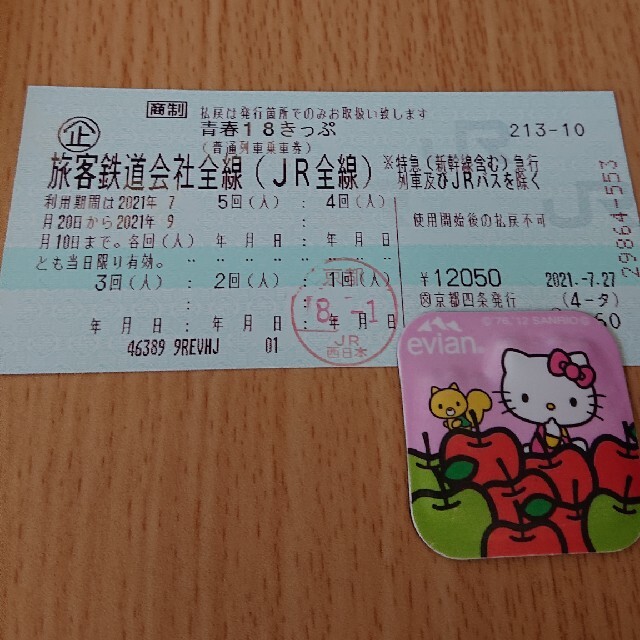 商制
払戻は発行箇所でのみお取扱い致します
企
青春18きっぷ
213-10
(普通列車乗車券)
旅客鉄道会社全線(JR全線)
※特急(新幹線含む)急行
列車及びJRバスを除く
利用期間は2021年 7
月20日から2021年 9
月10日まで。各回(人)
とも当日限り有効。
5回(人) : 4回(人)
年 月 日 : 年 月 日
使用開始後の払戻不可
3回(人) : 2回(人) : 1回(人)
年 月 日 : 年 月 日 : 年 月 日
¥12050 2021.-7.27
京都四条発行 (4-タ)
60
46389 9REVHJ 01
29864-553
京都
8.-1
JR
西日本
evian
SANRIO